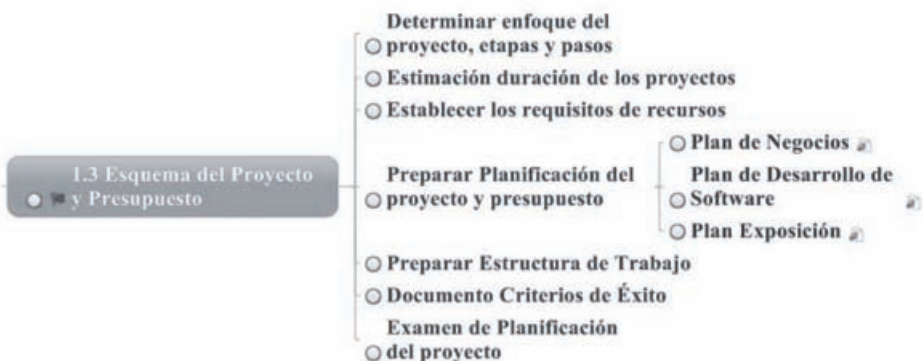 Determinar enfoque del
proyecto, etapas y pasos
Estimación duración de los proyectos
Establecer los requisitos de recursos
1.3 Esquema del Proyecto
y Presupuesto
Preparar Planificación del
proyecto y presupuesto
Plan de Negocios
Plan de Desarrollo de
Software
Plan Exposición
Preparar Estructura de Trabajo
Documento Criterios de Éxito
Examen de Planificación
del proyecto